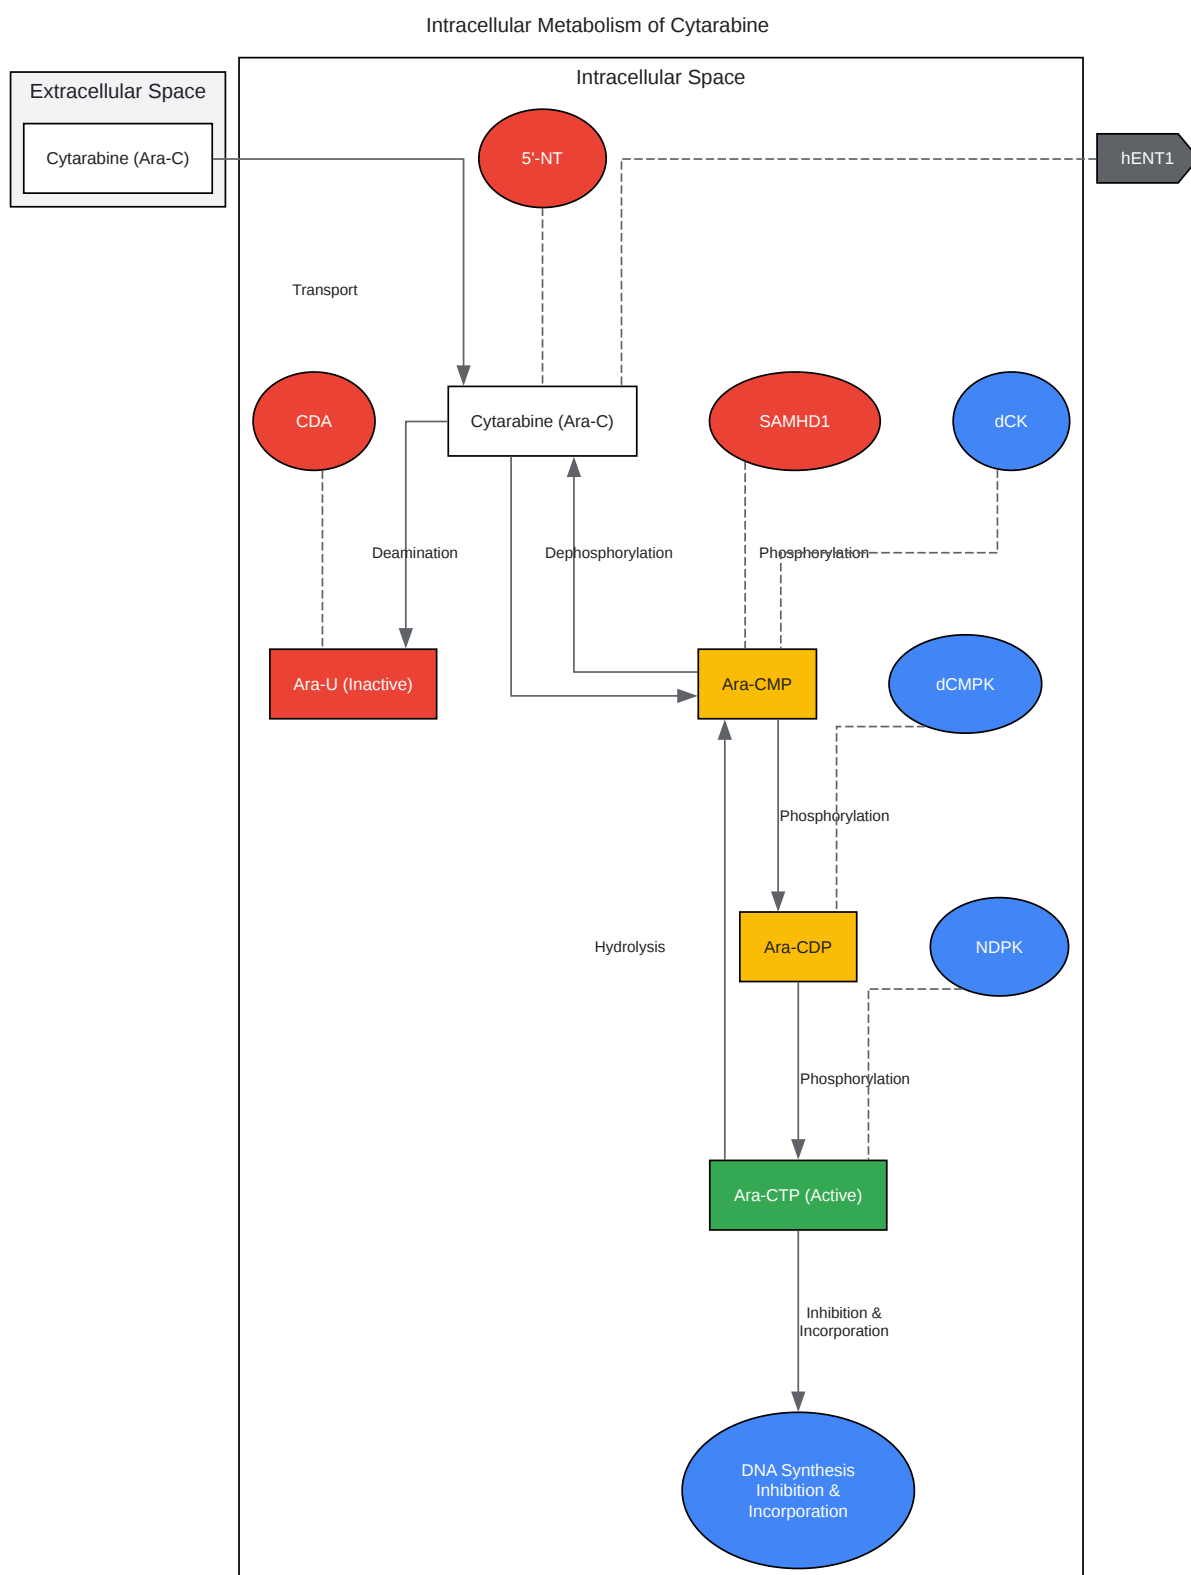 Intracellular Metabolism of Cytarabine
Intracellular Space
Extracellular Space
Cytarabine (Ara-C)
5'-NT
hENT1
Transport
CDA
Cytarabine (Ara-C)
SAMHD1
dCK
Deamination
Dephosphorylation
Phosphorylation
Ara-U (Inactive)
Ara-CMP
dCMPK
Phosphorylation
Hydrolysis
Ara-CDP
NDPK
Phosphorylation
Ara-CTP (Active)
Inhibition &
Incorporation
DNA Synthesis
Inhibition &
Incorporation